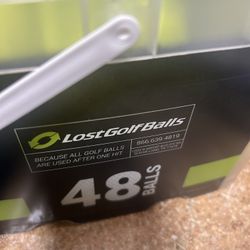 LostGolfBalls
BECAUSE ALL GOLF BALLS
ARE USED AFTER ONE HIT.
866.639.4819
48
BALLS